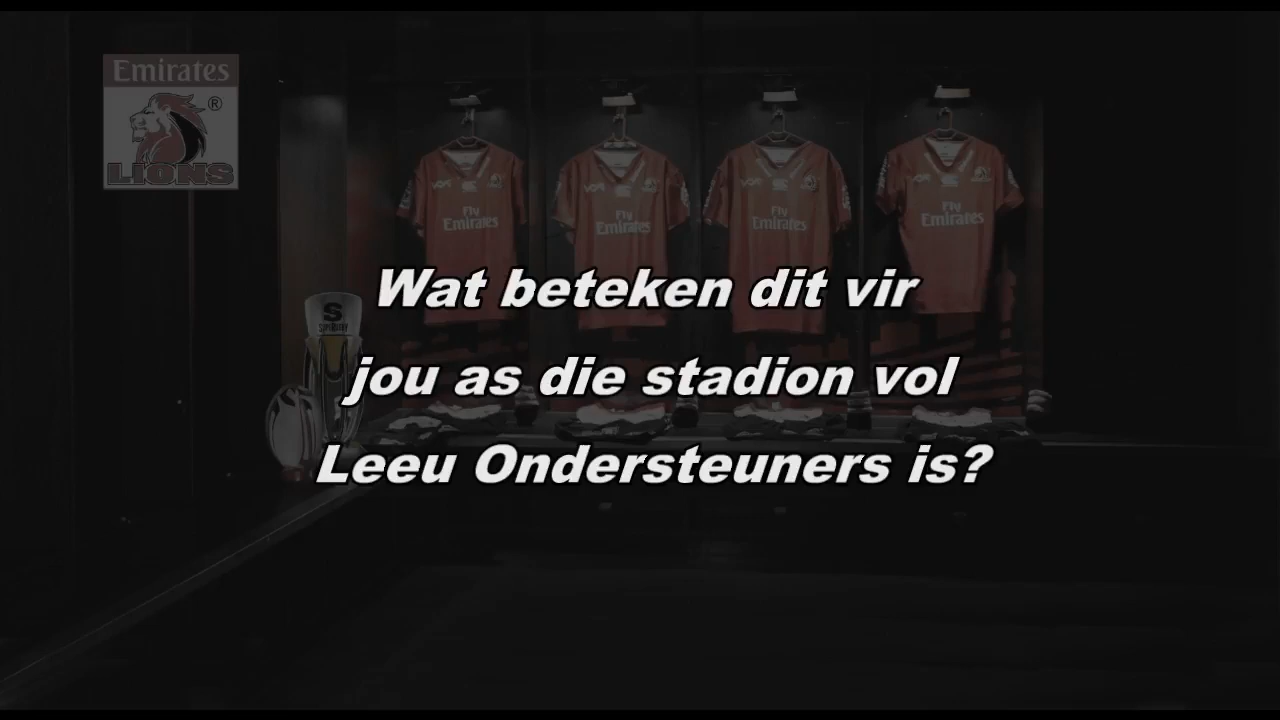 Emirates
®
LIONS
Fly
Emirates
Fly
Emirates
Fly
Emirates
Fly
Emirates
Wat beteken dit vir
S
jou as die stadion vol
Leeu Ondersteuners is?